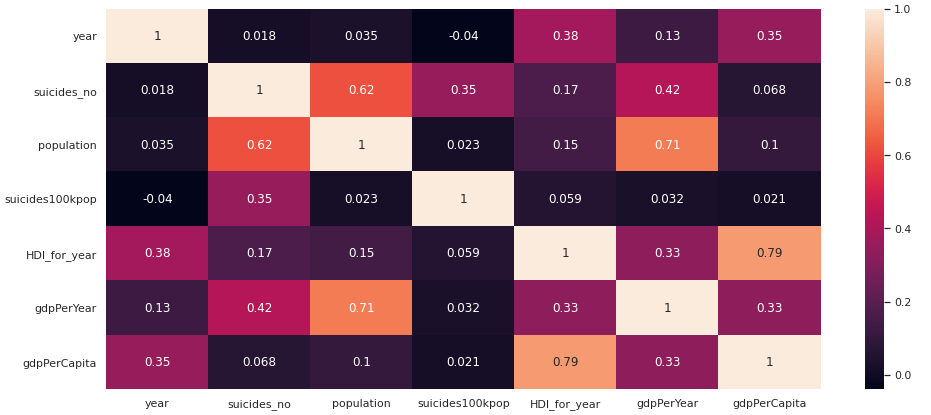 year 1 0.018 0.035 -0.04 0.38 0.13 0.35
suicides_no 0.018 1 0.62 0.35 0.17 0.42 0.068
population 0.035 0.62 1 0.023 0.15 0.71 0.1
suicides100kpop -0.04 0.35 0.023 1 0.059 0.032 0.021
HDI_for_year 0.38 0.17 0.15 0.059 1 0.33 0.79
gdpPerYear 0.13 0.42 0.71 0.032 0.33 1 0.33
gdpPerCapita 0.35 0.068 0.1 0.021 0.79 0.33 1
year suicides_no population suicides100kpop HDI_for_year gdpPerYear gdpPerCapita
1.0
0.8
0.6
0.4
0.2
0.0